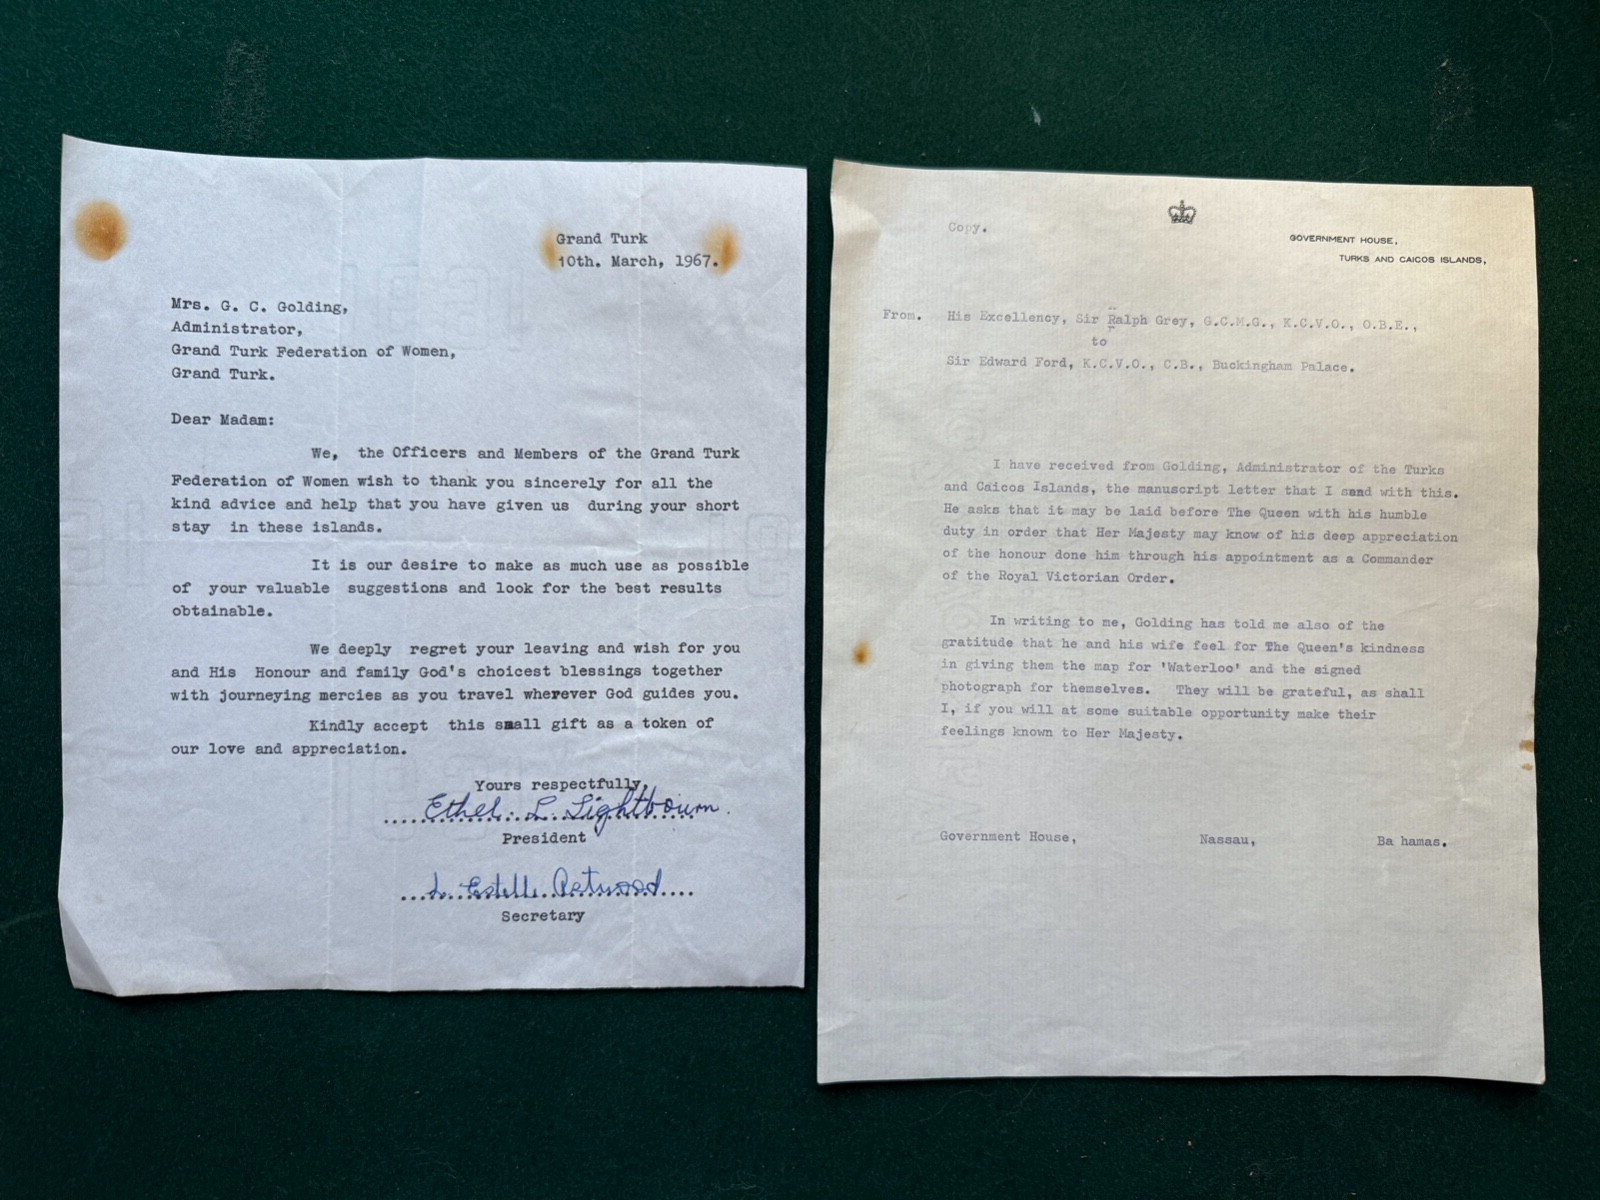 Grand Turk
10th. March, 1967.
Mrs. G. C. Golding,
Administrator,
Grand Turk Federation of Women,
Grand Turk.
Dear Madam:
We, the Officers and Members of the Grand Turk
Federation of Women wish to thank you sincerely for all the
kind advice and help that you have given us during your short
stay in these islands.
It is our desire to make as much use as possible
of your valuable suggestions and look for the best results
obtainable.
We deeply regret your leaving and wish for you
and His Honour and family God's choicest blessings together
with journeying mercies as you travel wherever God guides you.
Kindly accept this small gift as a token of
our love and appreciation.
Yours respectfully,
Ethel L. Lightbourn.
President
L. Estelle Astwood
Secretary
Copy.
GOVERNMENT HOUSE,
TURKS AND CAICOS ISLANDS,
From. His Excellency, Sir Ralph Grey, G.C.M.G., K.C.V.O., O.B.E.,
to
Sir Edward Ford, K.C.V.O., C.B., Buckingham Palace.
I have received from Golding, Administrator of the Turks
and Caicos Islands, the manuscript letter that I send with this.
He asks that it may be laid before The Queen with his humble
duty in order that Her Majesty may know of his deep appreciation
of the honour done him through his appointment as a Commander
of the Royal Victorian Order.
In writing to me, Golding has told me also of the
gratitude that he and his wife feel for The Queen's kindness
in giving them the map for 'Waterloo' and the signed
photograph for themselves. They will be grateful, as shall
I, if you will at some suitable opportunity make their
feelings known to Her Majesty.
Government House, Nassau, Ba hamas.